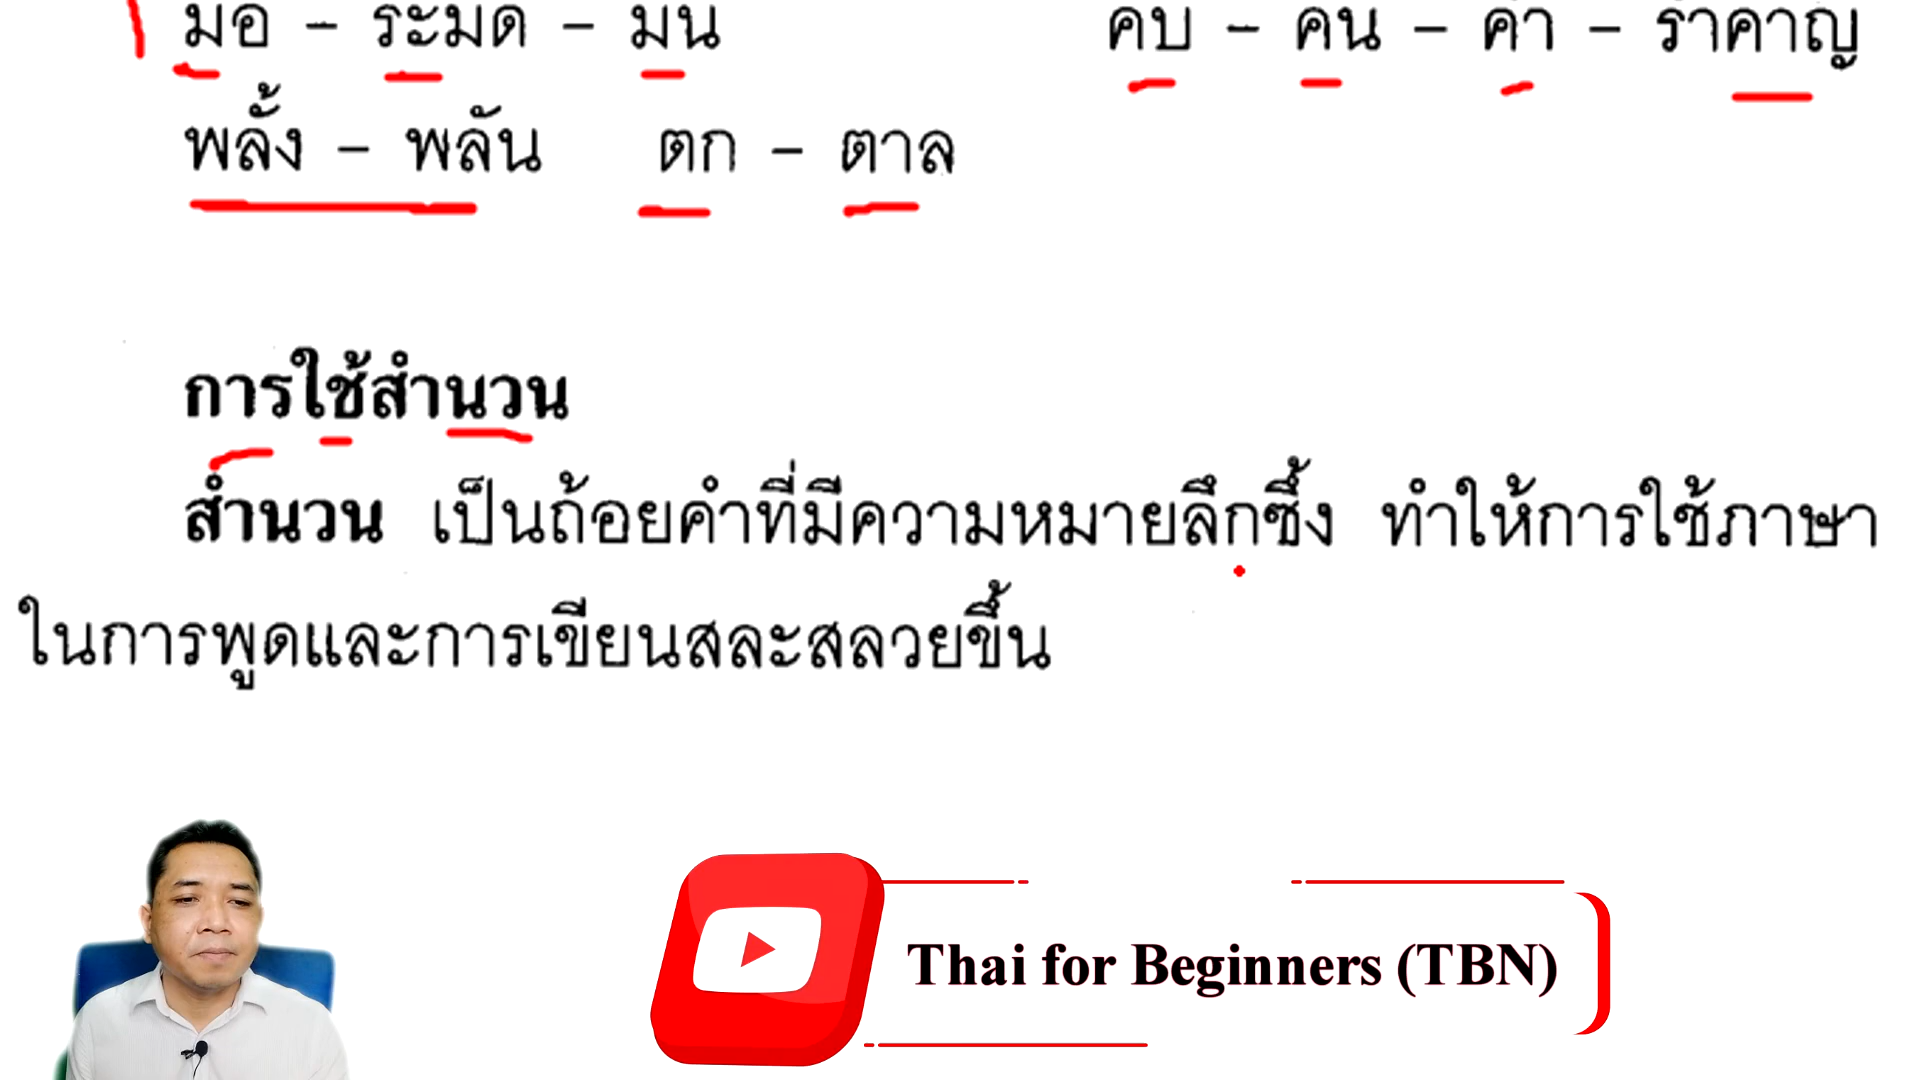 มือ – ระมัด – มัน คบ – คน – ค้ำ – รำคาญ
พลั้ง – พลัน ตก – ตาล
การใช้สำนวน
สำนวน เป็นถ้อยคำที่มีความหมายลึกซึ้ง ทำให้การใช้ภาษา
ในการพูดและการเขียนสละสลวยขึ้น
Thai for Beginners (TBN)